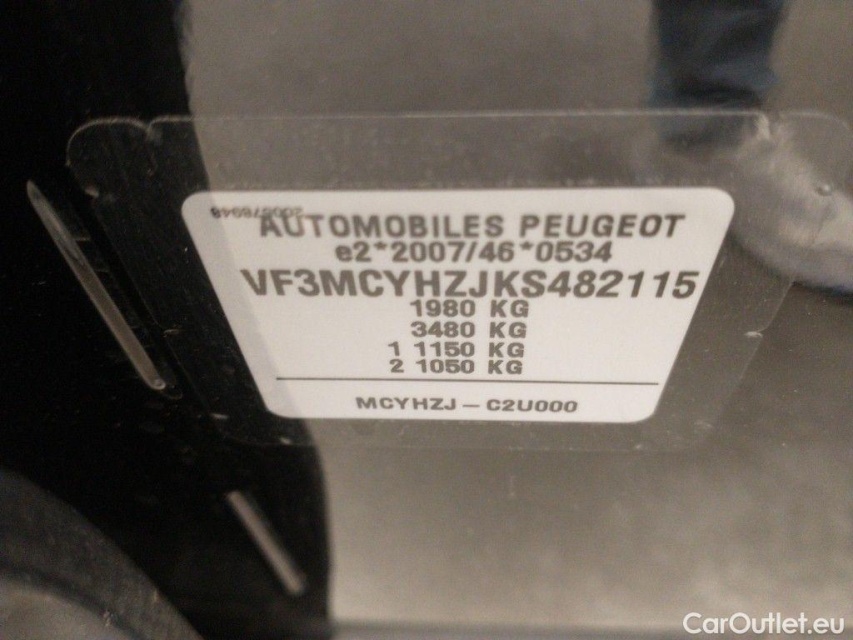 AUTOMOBILES PEUGEOT
e2*2007/46*0534
VF3MCYHZJKS482115
1980 KG
3480 KG
1 1150 KG
2 1050 KG
MCYHZJ – C2U000
CarOutlet.eu